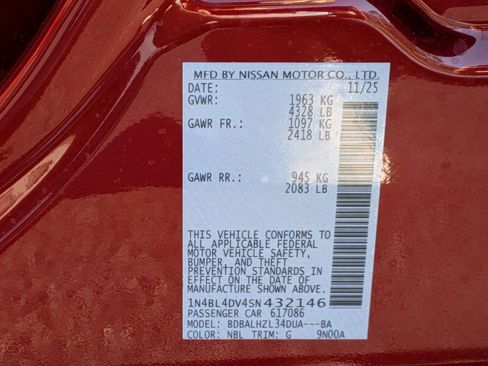 MFD BY NISSAN MOTOR CO., LTD.
DATE: 11/25
GVWR: 1963 KG
4328 LB
GAWR FR.: 1097 KG
2418 LB
GAWR RR.: 945 KG
2083 LB
THIS VEHICLE CONFORMS TO
ALL APPLICABLE FEDERAL
MOTOR VEHICLE SAFETY,
BUMPER, AND THEFT
PREVENTION STANDARDS IN
EFFECT ON THE DATE OF
MANUFACTURE SHOWN ABOVE.
1N4BL4DV4SN432146
PASSENGER CAR 617086
MODEL: BDBALHZL34DUA---BA
COLOR: NBL TRIM: G 9N00A